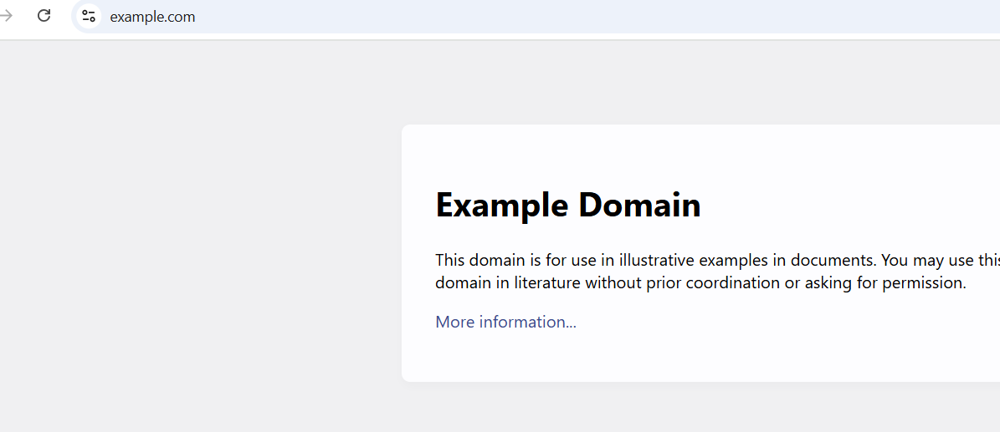 example.com
Example Domain
This domain is for use in illustrative examples in documents. You may use this
domain in literature without prior coordination or asking for permission.
More information...